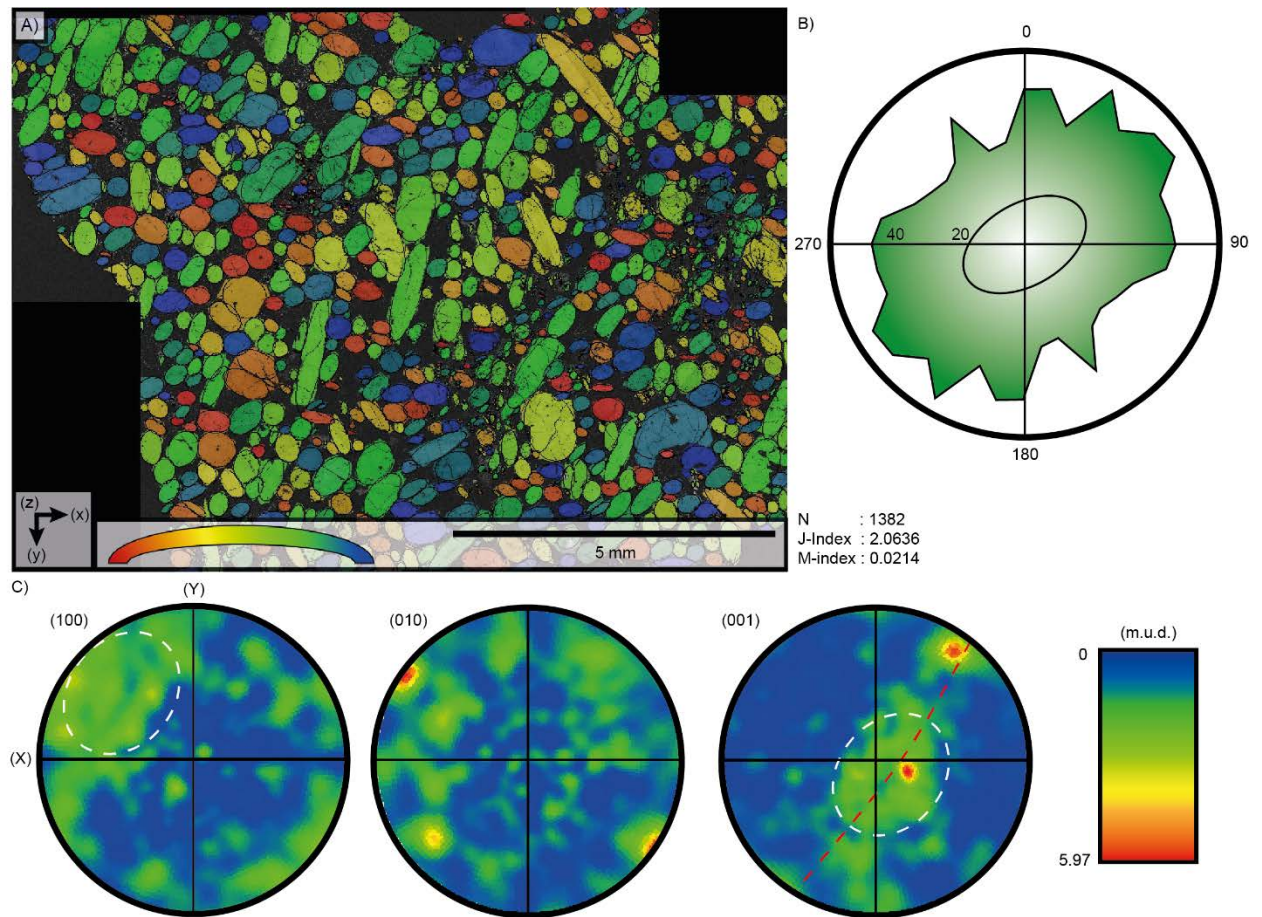 A)
B)
0
270
40
20
90
180
(z)
(x)
(y)
5 mm
N : 1382
J-Index : 2.0636
M-index : 0.0214
C)
(Y)
(100)
(010)
(001)
(m.u.d.)
0
(X)
5.97